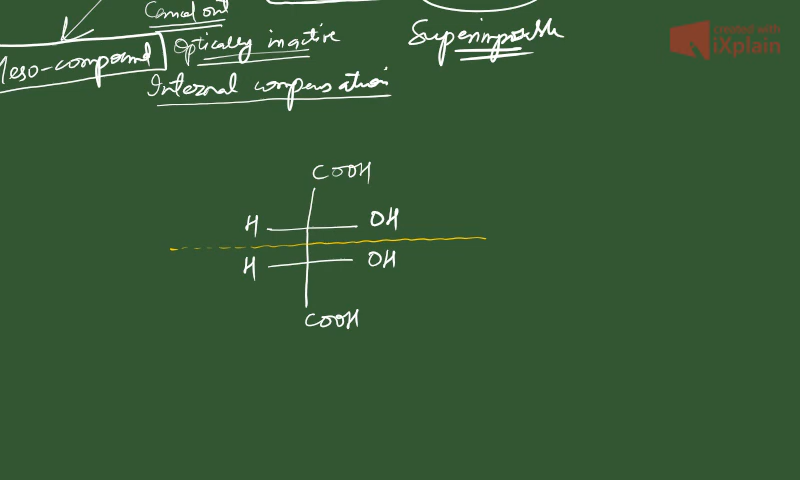 Cancel out
Meso-compound
Optically inactive
Superimposable
Internal compensation
created with
iXplain
COOH
H OH
H OH
COOH